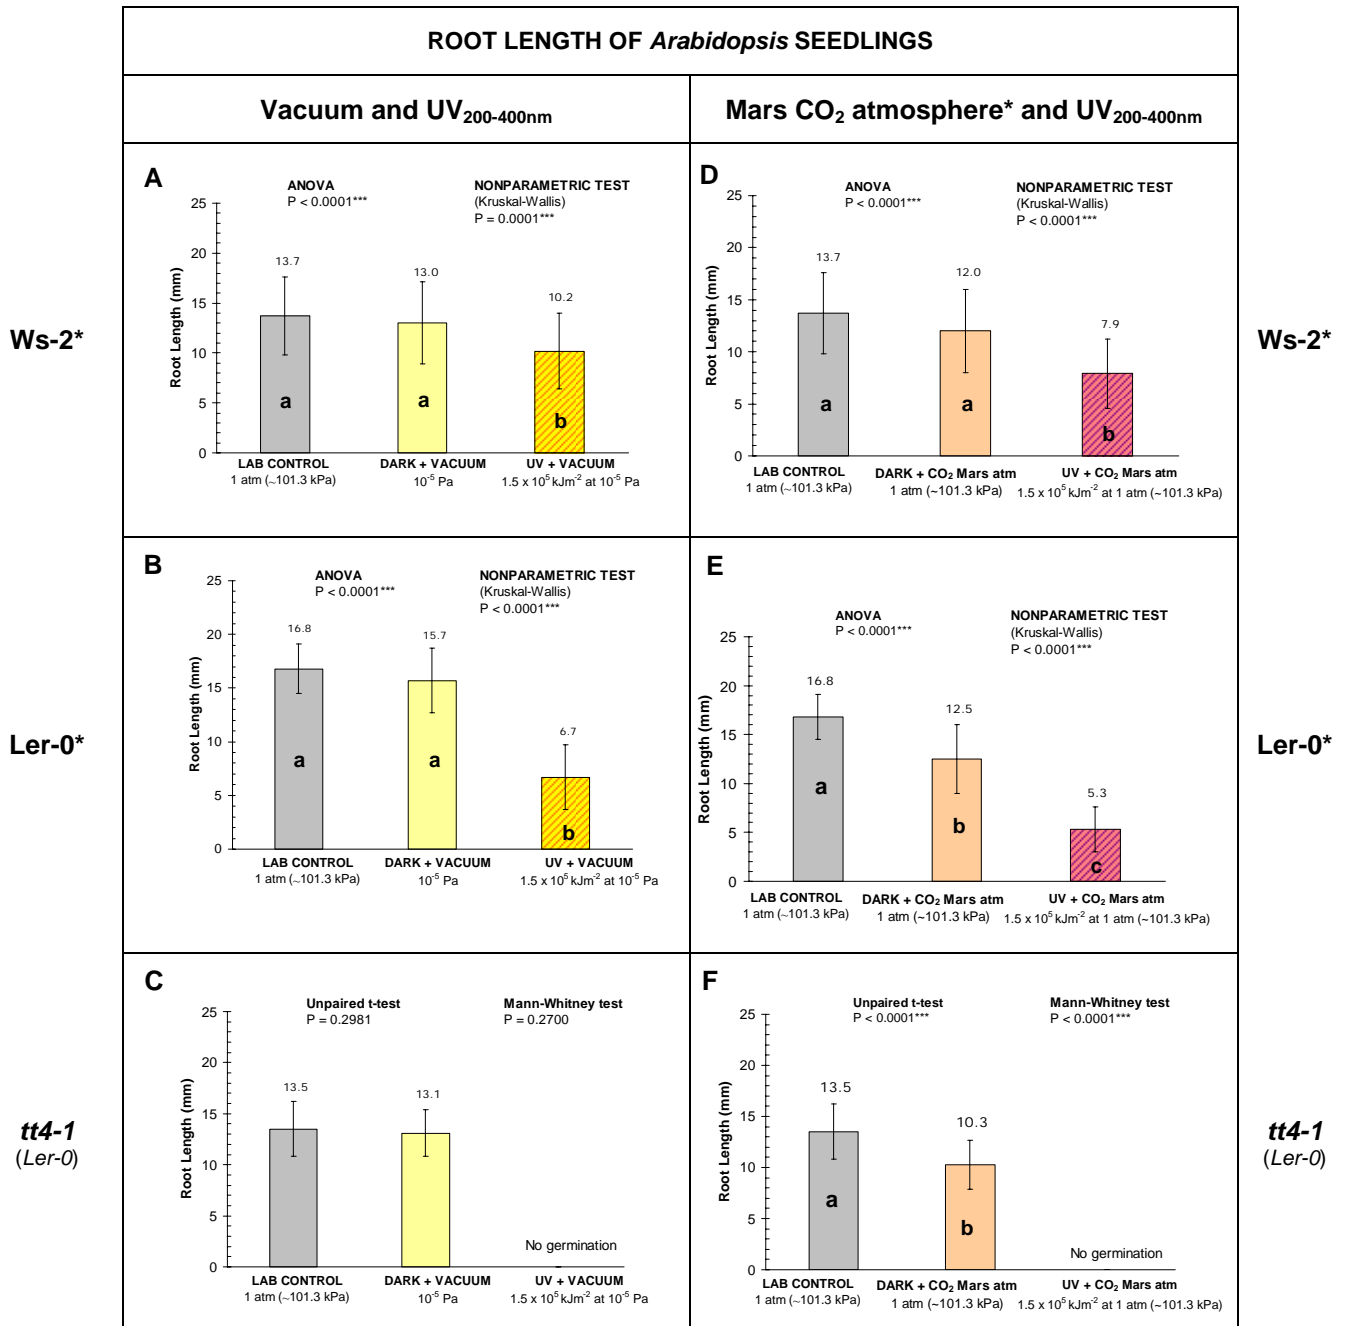 ROOT LENGTH OF Arabidopsis SEEDLINGS
Vacuum and UV200-400nm
Mars CO2 atmosphere* and UV200-400nm
Ws-2*
A
ANOVA
P < 0.0001***
NONPARAMETRIC TEST
(Kruskal-Wallis)
P = 0.0001***
Root Length (mm)
25
20
15
10
5
0
13.7
13.0
10.2
a
a
b
LAB CONTROL
1 atm (~101.3 kPa)
DARK + VACUUM
10-5 Pa
UV + VACUUM
1.5 x 105 kJm-2 at 10-5 Pa
D
ANOVA
P < 0.0001***
NONPARAMETRIC TEST
(Kruskal-Wallis)
P < 0.0001***
Root Length (mm)
25
20
15
10
5
0
13.7
12.0
7.9
a
a
b
LAB CONTROL
1 atm (~101.3 kPa)
DARK + CO2 Mars atm
1 atm (~101.3 kPa)
UV + CO2 Mars atm
1.5 x 105 kJm-2 at 1 atm (~101.3 kPa)
Ws-2*
Ler-0*
B
ANOVA
P < 0.0001***
NONPARAMETRIC TEST
(Kruskal-Wallis)
P < 0.0001***
Root Length (mm)
25
20
15
10
5
0
16.8
15.7
6.7
a
a
b
LAB CONTROL
1 atm (~101.3 kPa)
DARK + VACUUM
10-5 Pa
UV + VACUUM
1.5 x 105 kJm-2 at 10-5 Pa
E
ANOVA
P < 0.0001***
NONPARAMETRIC TEST
(Kruskal-Wallis)
P < 0.0001***
Root Length (mm)
25
20
15
10
5
0
16.8
12.5
5.3
a
b
c
LAB CONTROL
1 atm (~101.3 kPa)
DARK + CO2 Mars atm
1 atm (~101.3 kPa)
UV + CO2 Mars atm
1.5 x 105 kJm-2 at 1 atm (~101.3 kPa)
Ler-0*
tt4-1
(Ler-0)
C
Unpaired t-test
P = 0.2981
Mann-Whitney test
P = 0.2700
Root Length (mm)
25
20
15
10
5
0
13.5
13.1
No germination
LAB CONTROL
1 atm (~101.3 kPa)
DARK + VACUUM
10-5 Pa
UV + VACUUM
1.5 x 105 kJm-2 at 10-5 Pa
F
Unpaired t-test
P < 0.0001***
Mann-Whitney test
P < 0.0001***
Root Length (mm)
25
20
15
10
5
0
13.5
10.3
a
b
No germination
LAB CONTROL
1 atm (~101.3 kPa)
DARK + CO2 Mars atm
1 atm (~101.3 kPa)
UV + CO2 Mars atm
1.5 x 105 kJm-2 at 1 atm (~101.3 kPa)
tt4-1
(Ler-0)